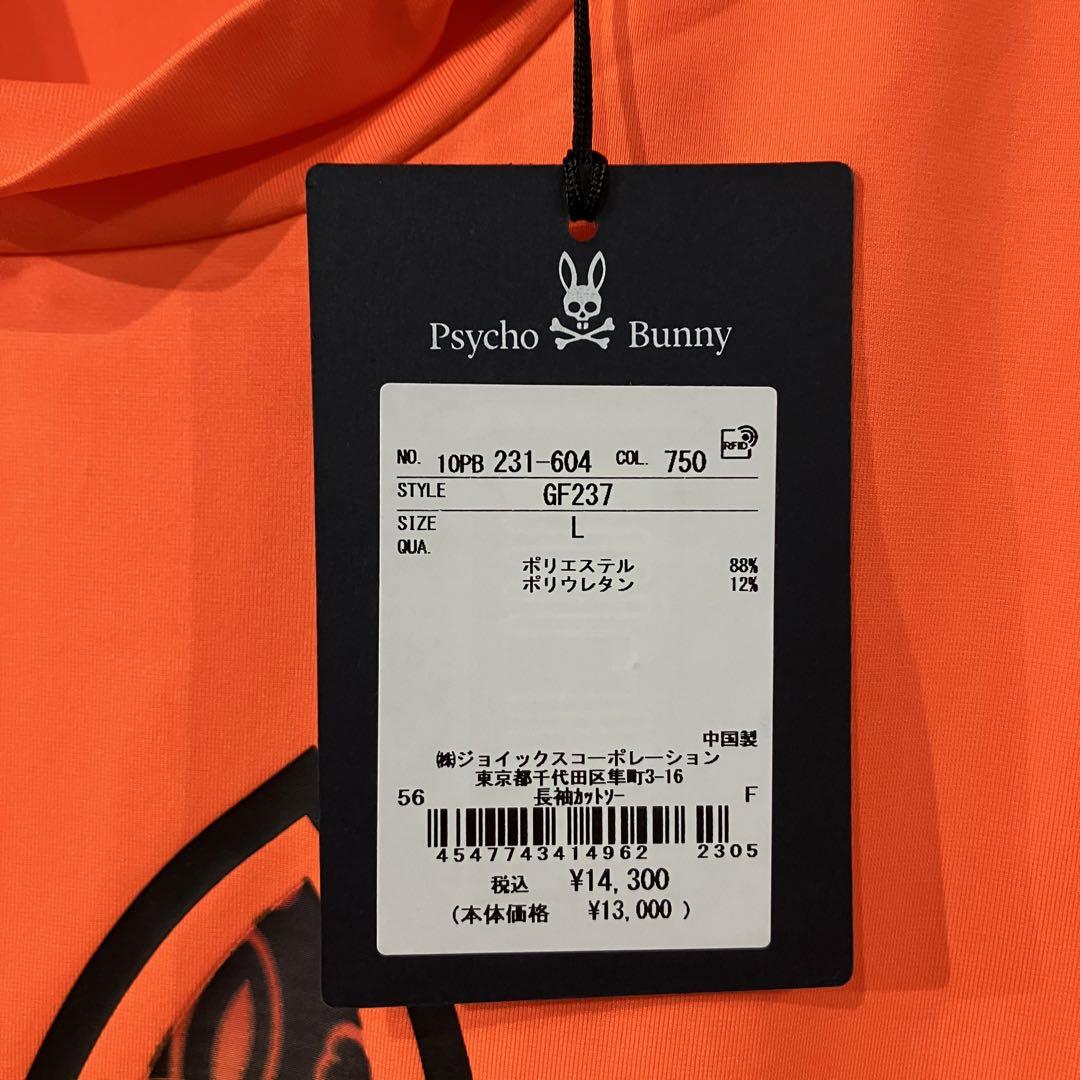 Psycho Bunny
NO. 10PB 231-604 COL. 750 RFID
STYLE GF237
SIZE L
QUA.
ポリエステル 88%
ポリウレタン 12%
中国製
㈱ジョイックスコーポレーション
東京都千代田区隼町3-16
56 長袖ｶｯﾄｿｰ F
4547743414962 2305
税込 ¥14,300
(本体価格 ¥13,000 )